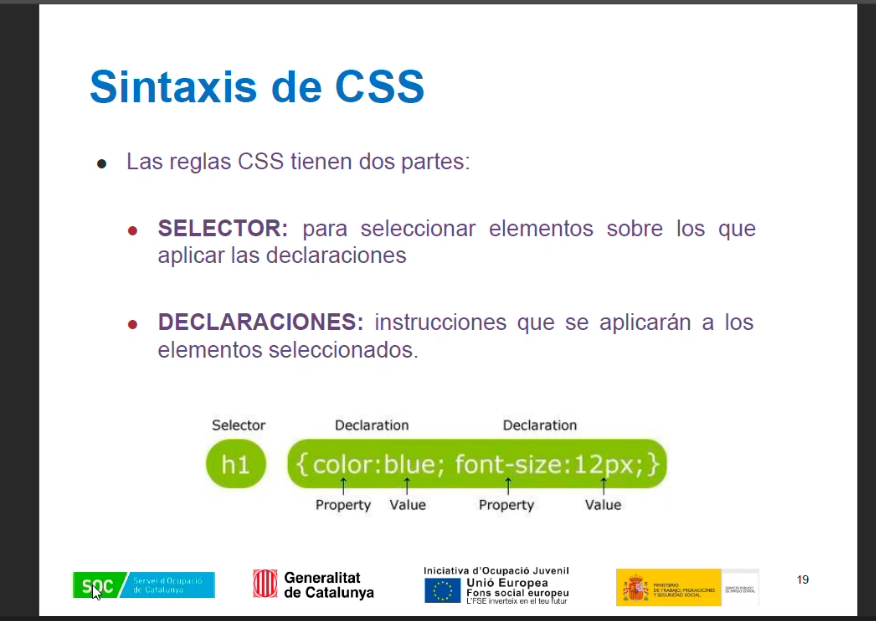 Sintaxis de CSS
Las reglas CSS tienen dos partes:
SELECTOR: para seleccionar elementos sobre los que
aplicar las declaraciones
DECLARACIONES: instrucciones que se aplicarán a los
elementos seleccionados.
Selector Declaration Declaration
h1 {color:blue; font-size:12px;}
Property Value Property Value
SOC Servei d'Ocupació
de Catalunya
Generalitat
de Catalunya
Iniciativa d'Ocupació Juvenil
Unió Europea
Fons social europeu
L'FSE inverteix en el teu futur
MINISTERIO
DE TRABAJO, MIGRACIONES
Y SEGURIDAD SOCIAL
19